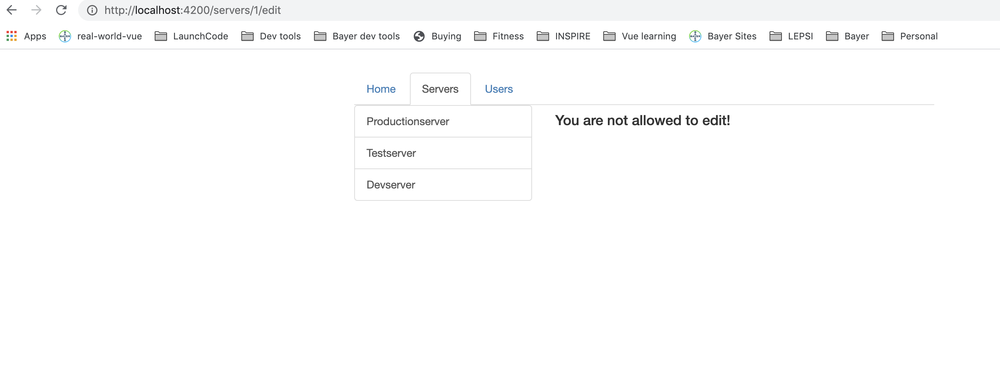 http://localhost:4200/servers/1/edit
Apps real-world-vue LaunchCode Dev tools Bayer dev tools Buying Fitness INSPIRE Vue learning Bayer Sites LEPSI Bayer Personal
Home Servers Users
Productionserver
You are not allowed to edit!
Testserver
Devserver